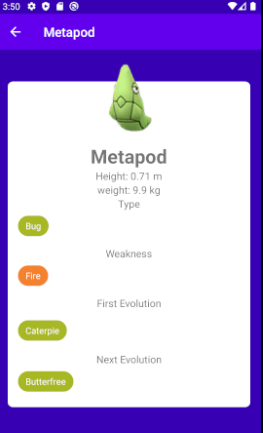 3:50
Metapod
Metapod
Height: 0.71 m
weight: 9.9 kg
Type
Bug
Weakness
Fire
First Evolution
Caterpie
Next Evolution
Butterfree